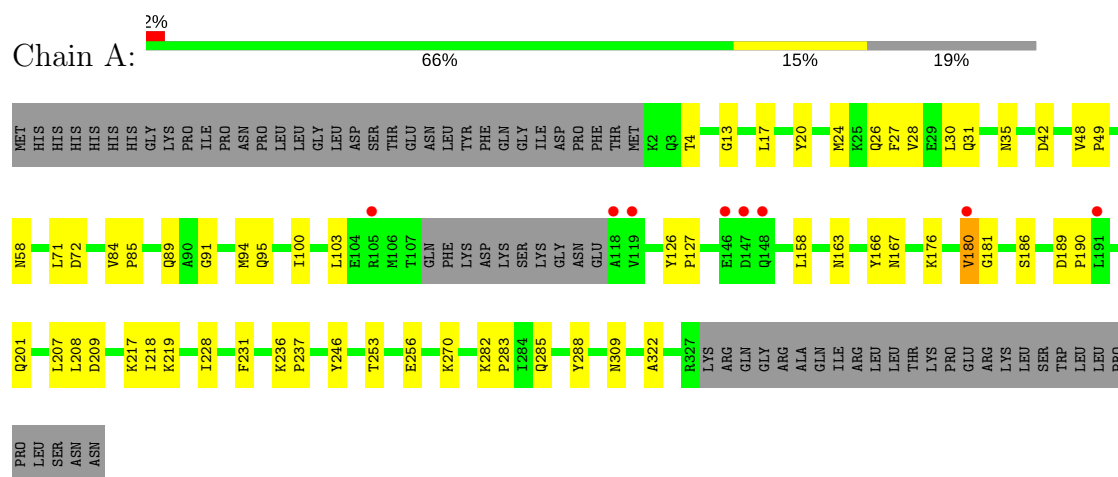 2%
Chain A:
66% 15% 19%
MET HIS HIS HIS HIS HIS HIS GLY LYS PRO ILE PRO ASN PRO LEU LEU GLY LEU ASP SER THR GLU ASN LEU TYR PHE GLN GLY ILE ASP PRO PHE THR MET K2 Q3 T4 G13 L17 Y20 M24 K25 Q26 F27 V28 E29 L30 Q31 N35 D42 V48 P49
N58 L71 D72 V84 P85 Q89 A90 G91 M94 Q95 I100 L103 E104 R105 M106 T107 GLN PHE LYS ASP LYS SER LYS GLY ASN GLU A118 V119 Y126 P127 E146 D147 Q148 L158 N163 Y166 N167 K176 V180 G181 S186 D189 P190 L191
Q201 L207 L208 D209 K217 I218 K219 I228 F231 K236 P237 Y246 T253 E256 K270 K282 P283 I284 Q285 Y288 N309 A322 R327 LYS ARG GLN GLY ARG ALA GLN ILE ARG LEU LEU THR LYS PRO GLU ARG LYS LEU SER TRP LEU LEU PRO
PRO LEU SER ASN ASN